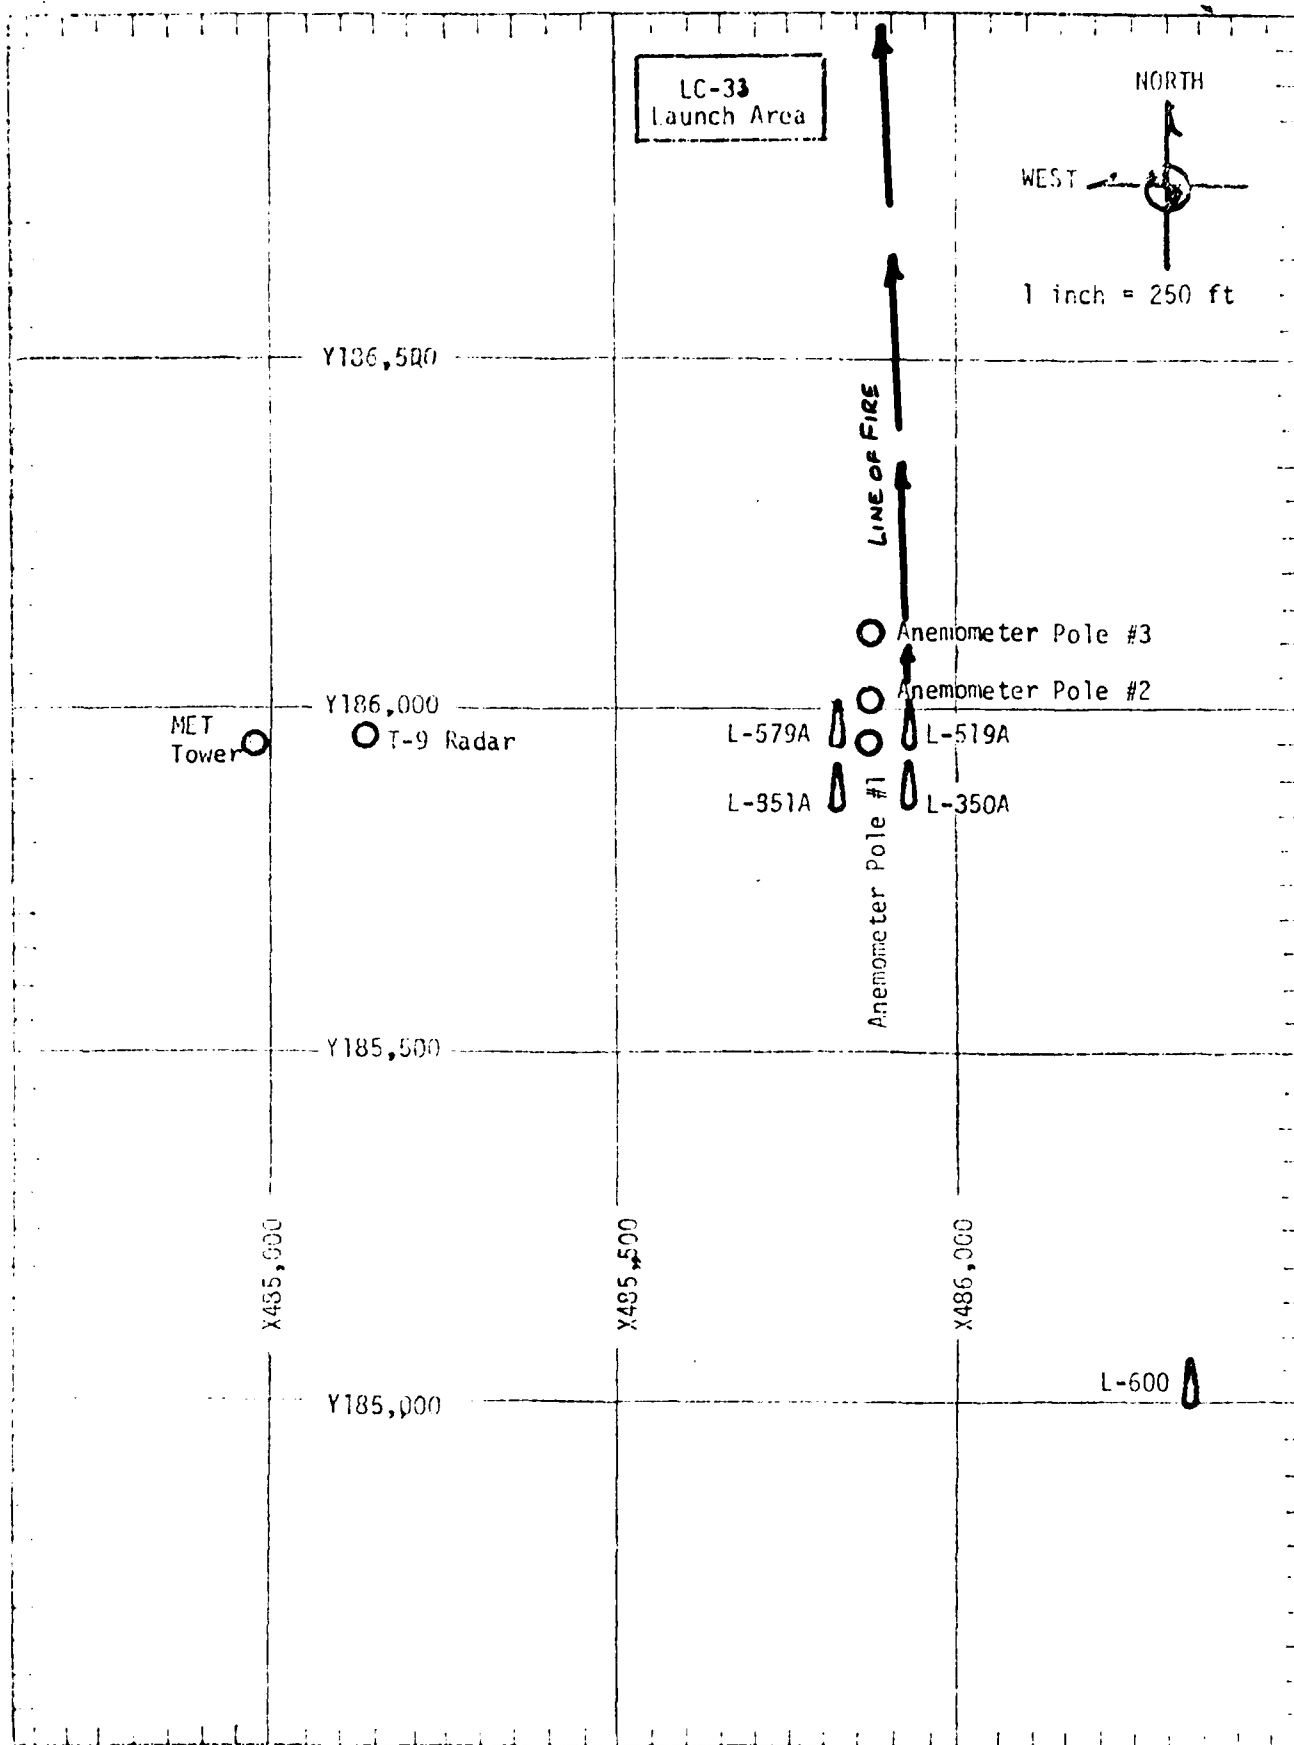 LC-33
Launch Area
NORTH
WEST
1 inch = 250 ft
Y186,500
LINE OF FIRE
Anemometer Pole #3
Anemometer Pole #2
Y186,000
MET
Tower
T-9 Radar
L-579A
L-519A
L-351A
L-350A
Anemometer Pole #1
Y185,500
X485,000
X485,500
X486,000
L-600
Y185,000